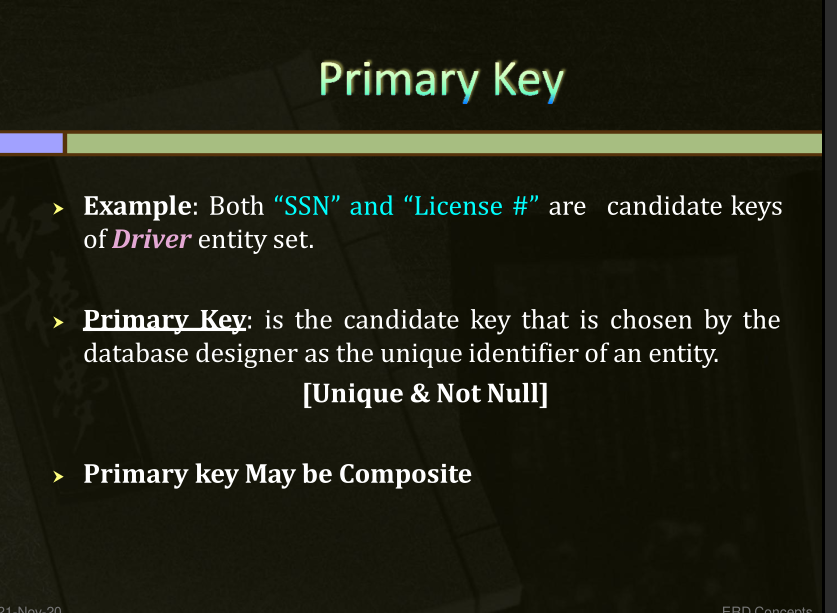 Primary Key
Example: Both “SSN” and “License #” are candidate keys
of Driver entity set.
Primary Key: is the candidate key that is chosen by the
database designer as the unique identifier of an entity.
[Unique & Not Null]
Primary key May be Composite
21-Nov-20
ERD Concepts